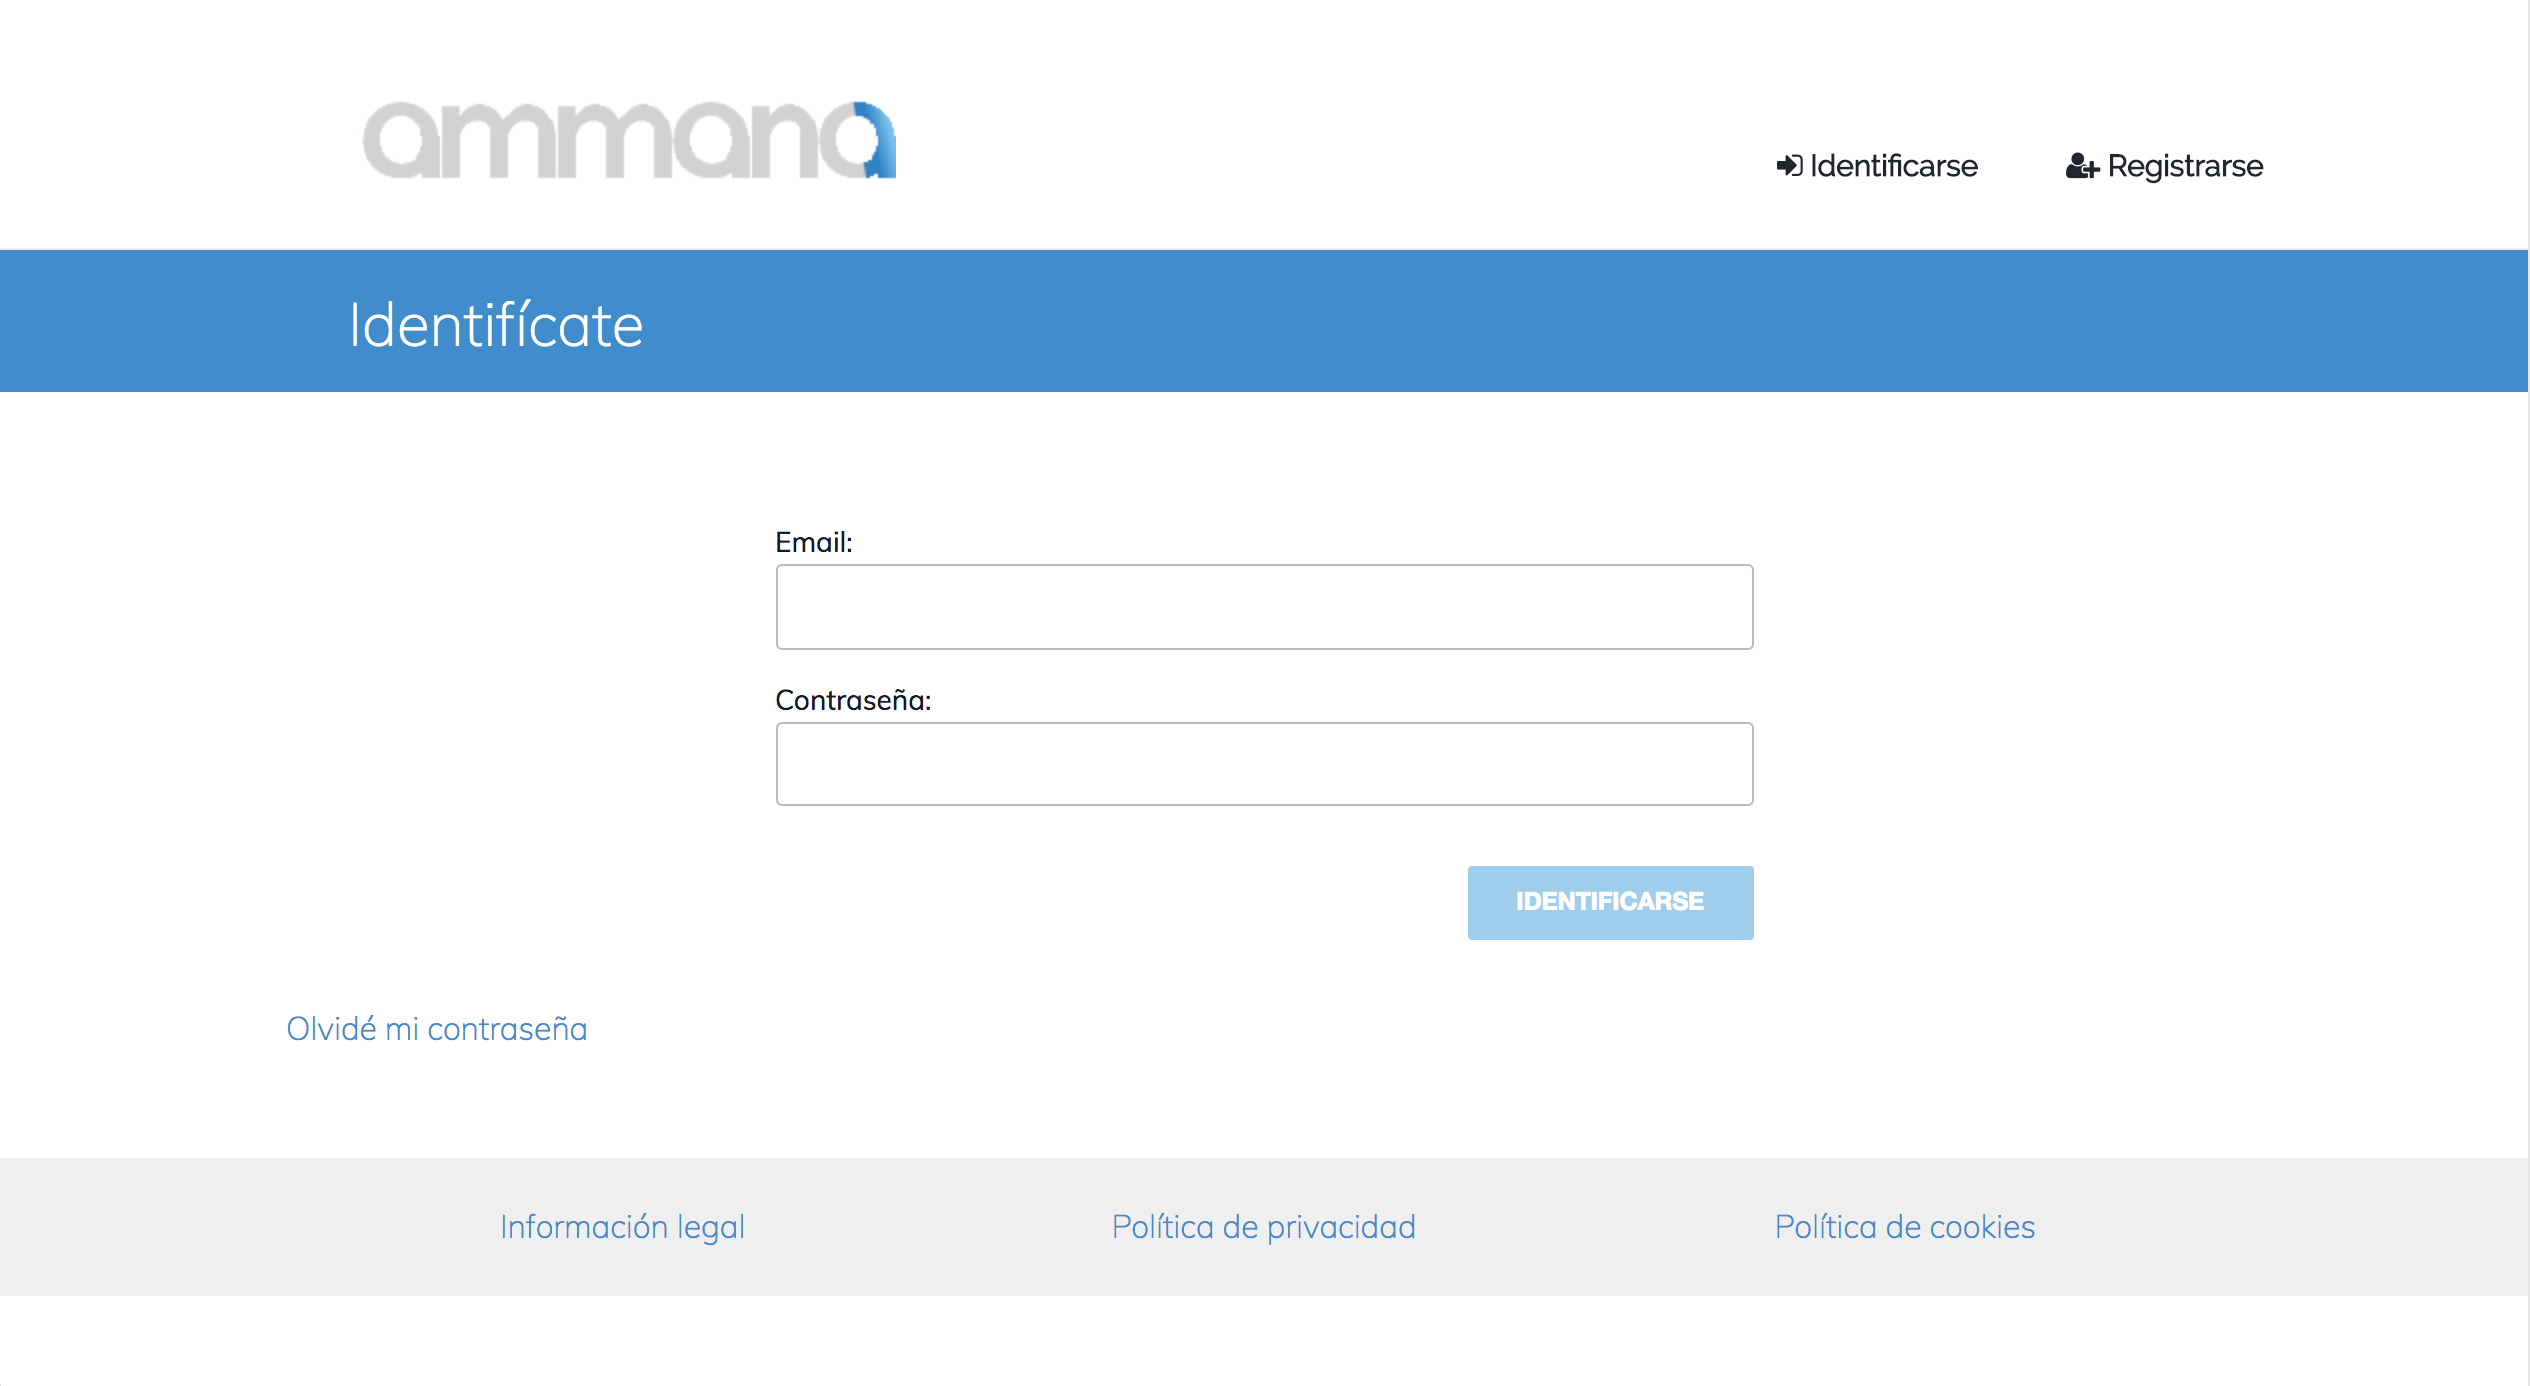 ammana
Identificarse
Registrarse
Identifícate
Email:
Contraseña:
IDENTIFICARSE
Olvidé mi contraseña
Información legal
Política de privacidad
Política de cookies